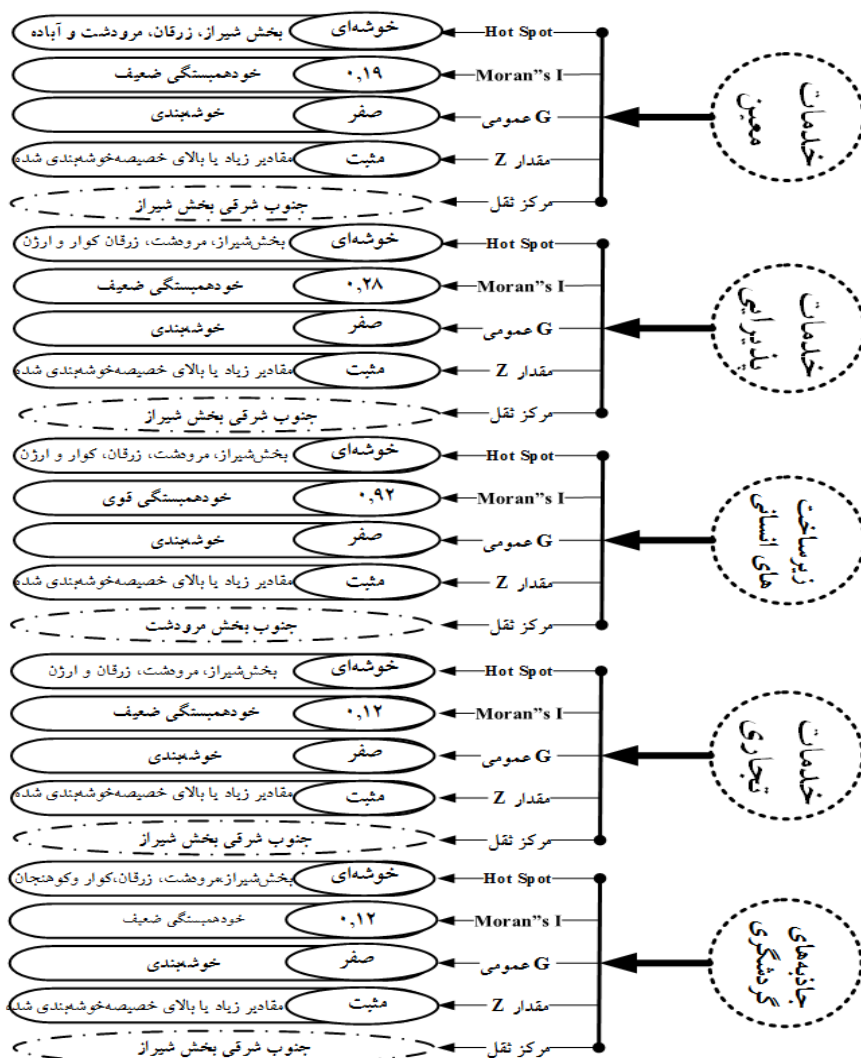 خدمات
معین
Hot Spot
خوشه‌ای
بخش شیراز، زرقان، مرودشت و آباده
Moran"s I
۰,۱۹
خودهمبستگی ضعیف
G عمومی
صفر
خوشه‌بندی
مقدار Z
مثبت
مقادیر زیاد یا بالای خصیصه‌خوشه‌بندی شده
مرکز ثقل
جنوب شرقی بخش شیراز
خدمات
پذیرایی
Hot Spot
خوشه‌ای
بخش‌شیراز، مرودشت، زرقان کوار و ارژن
Moran"s I
۰,۲۸
خودهمبستگی ضعیف
G عمومی
صفر
خوشه‌بندی
مقدار Z
مثبت
مقادیر زیاد یا بالای خصیصه‌خوشه‌بندی شده
مرکز ثقل
جنوب شرقی بخش شیراز
زیرساخت
های انسانی
Hot Spot
خوشه‌ای
بخش‌شیراز، مرودشت، زرقان، کوار و ارژن
Moran"s I
۰,۹۲
خودهمبستگی قوی
G عمومی
صفر
خوشه‌بندی
مقدار Z
مثبت
مقادیر زیاد یا بالای خصیصه‌خوشه‌بندی شده
مرکز ثقل
جنوب بخش مرودشت
خدمات
تجاری
Hot Spot
خوشه‌ای
بخش‌شیراز، مرودشت، زرقان و ارژن
Moran"s I
۰,۱۲
خودهمبستگی ضعیف
G عمومی
صفر
خوشه‌بندی
مقدار Z
مثبت
مقادیر زیاد یا بالای خصیصه‌خوشه‌بندی شده
مرکز ثقل
جنوب شرقی بخش شیراز
جاذبه‌های
گردشگری
Hot Spot
خوشه‌ای
بخش‌شیراز،مرودشت، زرقان،کوار وکوهنجان
Moran"s I
۰,۱۲
خودهمبستگی ضعیف
G عمومی
صفر
خوشه‌بندی
مقدار Z
مثبت
مقادیر زیاد یا بالای خصیصه‌خوشه‌بندی شده
مرکز ثقل
جنوب شرقی بخش شیراز